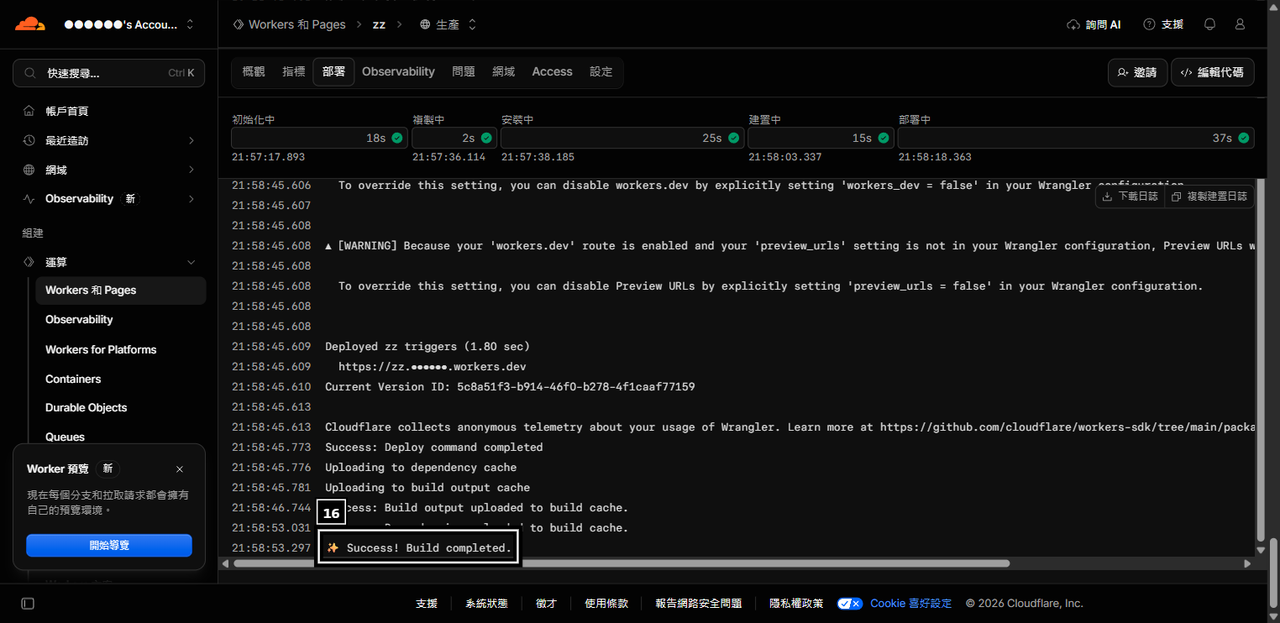 ●●●●●●'s Accou...
Workers 和 Pages
zz
生產
詢問 AI
支援
快速搜尋...
Ctrl K
概觀
指標
部署
Observability
問題
網域
Access
設定
邀請
編輯代碼
帳戶首頁
最近造訪
網域
Observability 新
組建
運算
Workers 和 Pages
Observability
Workers for Platforms
Containers
Durable Objects
Queues
Worker 預覽 新
現在每個分支和拉取請求都會擁有
自己的預覽環境。
開始導覽
初始化中
18s
21:57:17.893
複製中
2s
21:57:36.114
安裝中
25s
21:57:38.185
建置中
15s
21:58:03.337
部署中
37s
21:58:18.363
下載日誌
複製建置日誌
21:58:45.606 To override this setting, you can disable workers.dev by explicitly setting 'workers_dev = false' in your Wrangler configuration.
21:58:45.607
21:58:45.608
21:58:45.608 ▲ [WARNING] Because your 'workers.dev' route is enabled and your 'preview_urls' setting is not in your Wrangler configuration, Preview URLs w
21:58:45.608
21:58:45.608 To override this setting, you can disable Preview URLs by explicitly setting 'preview_urls = false' in your Wrangler configuration.
21:58:45.608
21:58:45.608
21:58:45.609 Deployed zz triggers (1.80 sec)
21:58:45.609 https://zz.●●●●●●.workers.dev
21:58:45.610 Current Version ID: 5c8a51f3-b914-46f0-b278-4f1caaf77159
21:58:45.613
21:58:45.613 Cloudflare collects anonymous telemetry about your usage of Wrangler. Learn more at https://github.com/cloudflare/workers-sdk/tree/main/packa
21:58:45.773 Success: Deploy command completed
21:58:45.776 Uploading to dependency cache
21:58:45.781 Uploading to build output cache
21:58:46.744 cess: Build output uploaded to build cache.
21:58:53.031 to build cache.
16
21:58:53.297 ✨ Success! Build completed.
支援
系統狀態
徵才
使用條款
報告網路安全問題
隱私權政策
Cookie 喜好設定
© 2026 Cloudflare, Inc.